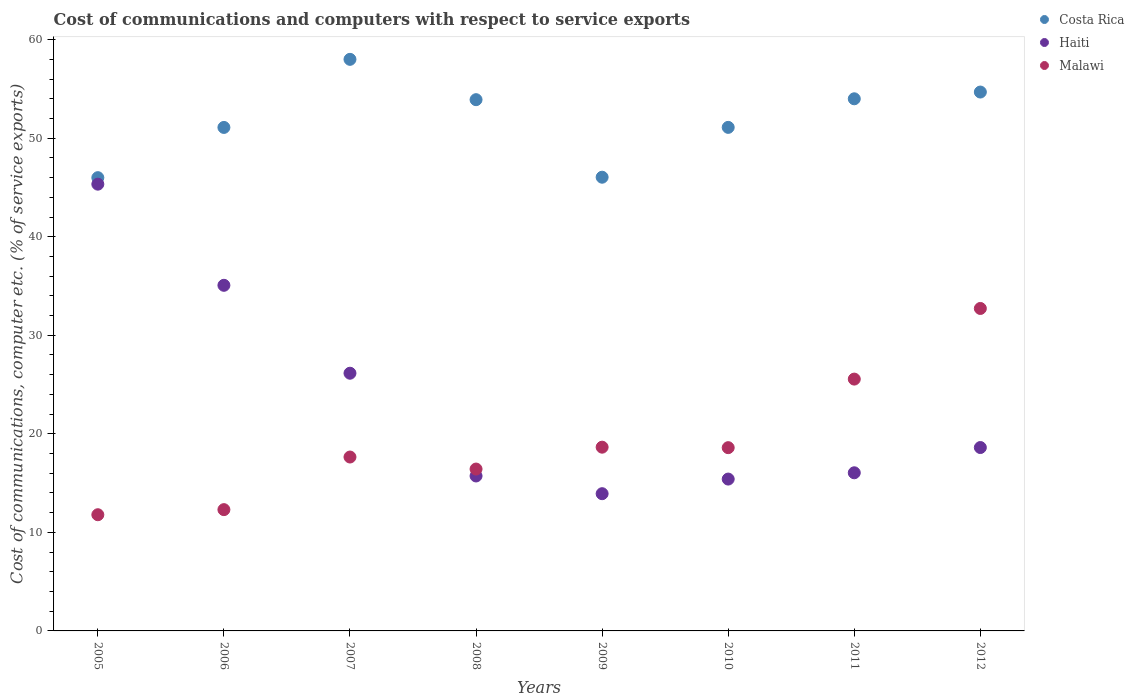 Cost of communications and computers with respect to service exports
Costa Rica
Haiti
Malawi
Cost of communications, computer etc. (% of service exports)
60
50
40
30
20
10
0
2005
2006
2007
2008
2009
2010
2011
2012
Years